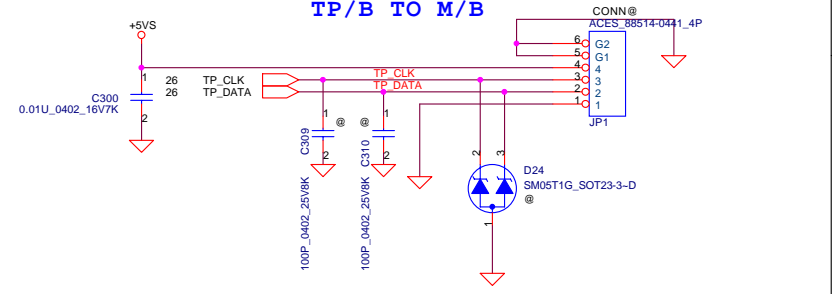 TP/B TO M/B
CONN@
ACES_88514-0441_4P
+5VS
6 G2
5 G1
4 4
3 3
2 2
1 1
JP1
26 TP_CLK
26 TP_DATA
TP_CLK
TP_DATA
1
C300
0.01U_0402_16V7K
2
1
@
C309
2
100P_0402_25V8K
@
1
C310
2
100P_0402_25V8K
2
3
D24
SM05T1G_SOT23-3~D
@
1